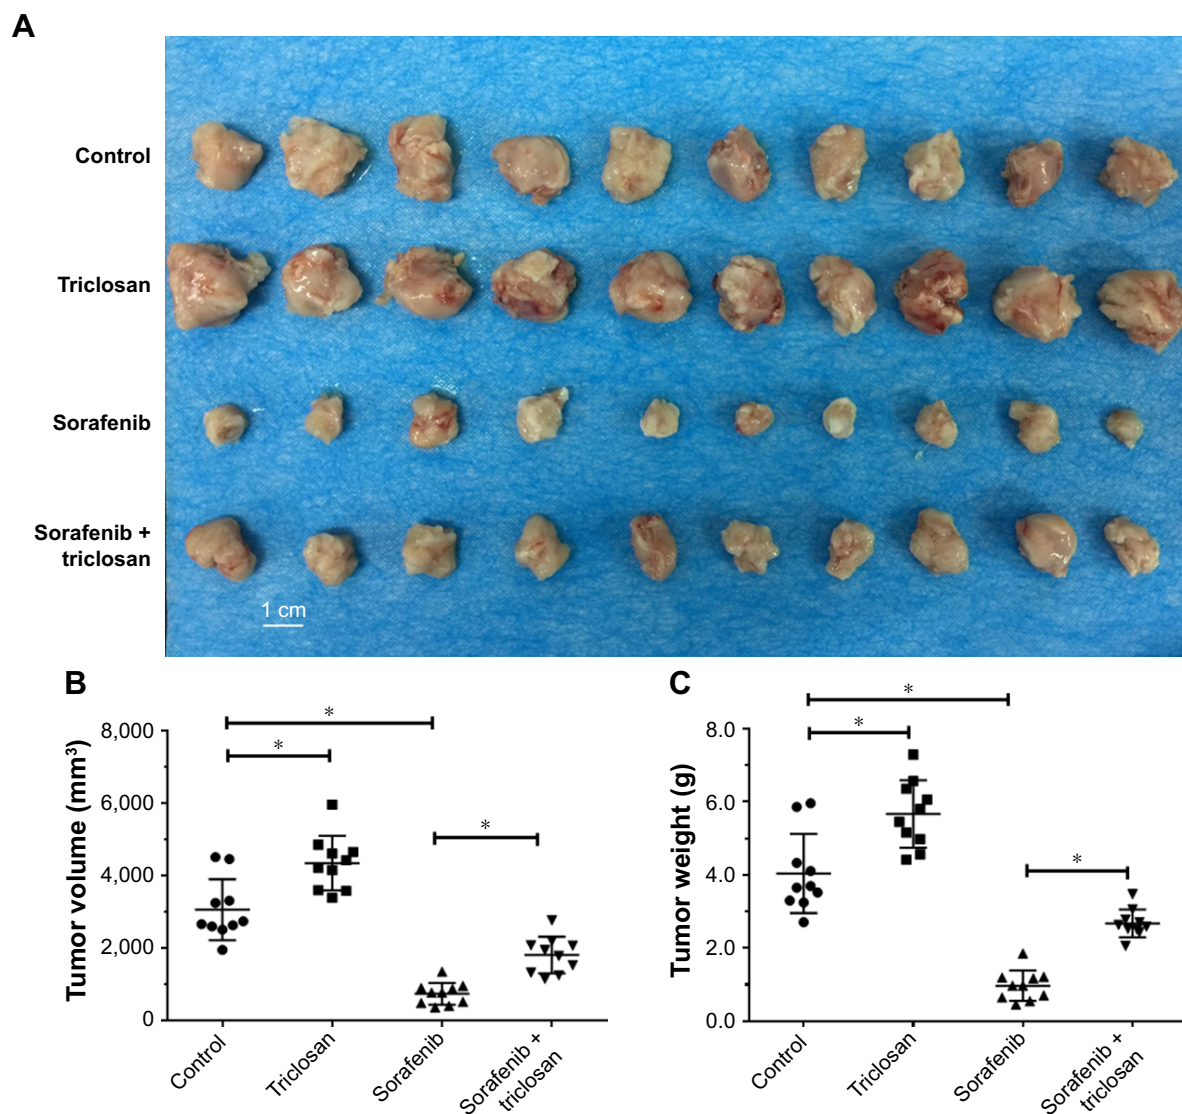 A
Control
Triclosan
Sorafenib
Sorafenib +
triclosan
1 cm
B
Tumor volume (mm³)
8,000
6,000
4,000
2,000
0
*
*
*
Control
Triclosan
Sorafenib
Sorafenib +
triclosan
C
Tumor weight (g)
8.0
6.0
4.0
2.0
0.0
*
*
*
Control
Triclosan
Sorafenib
Sorafenib +
triclosan